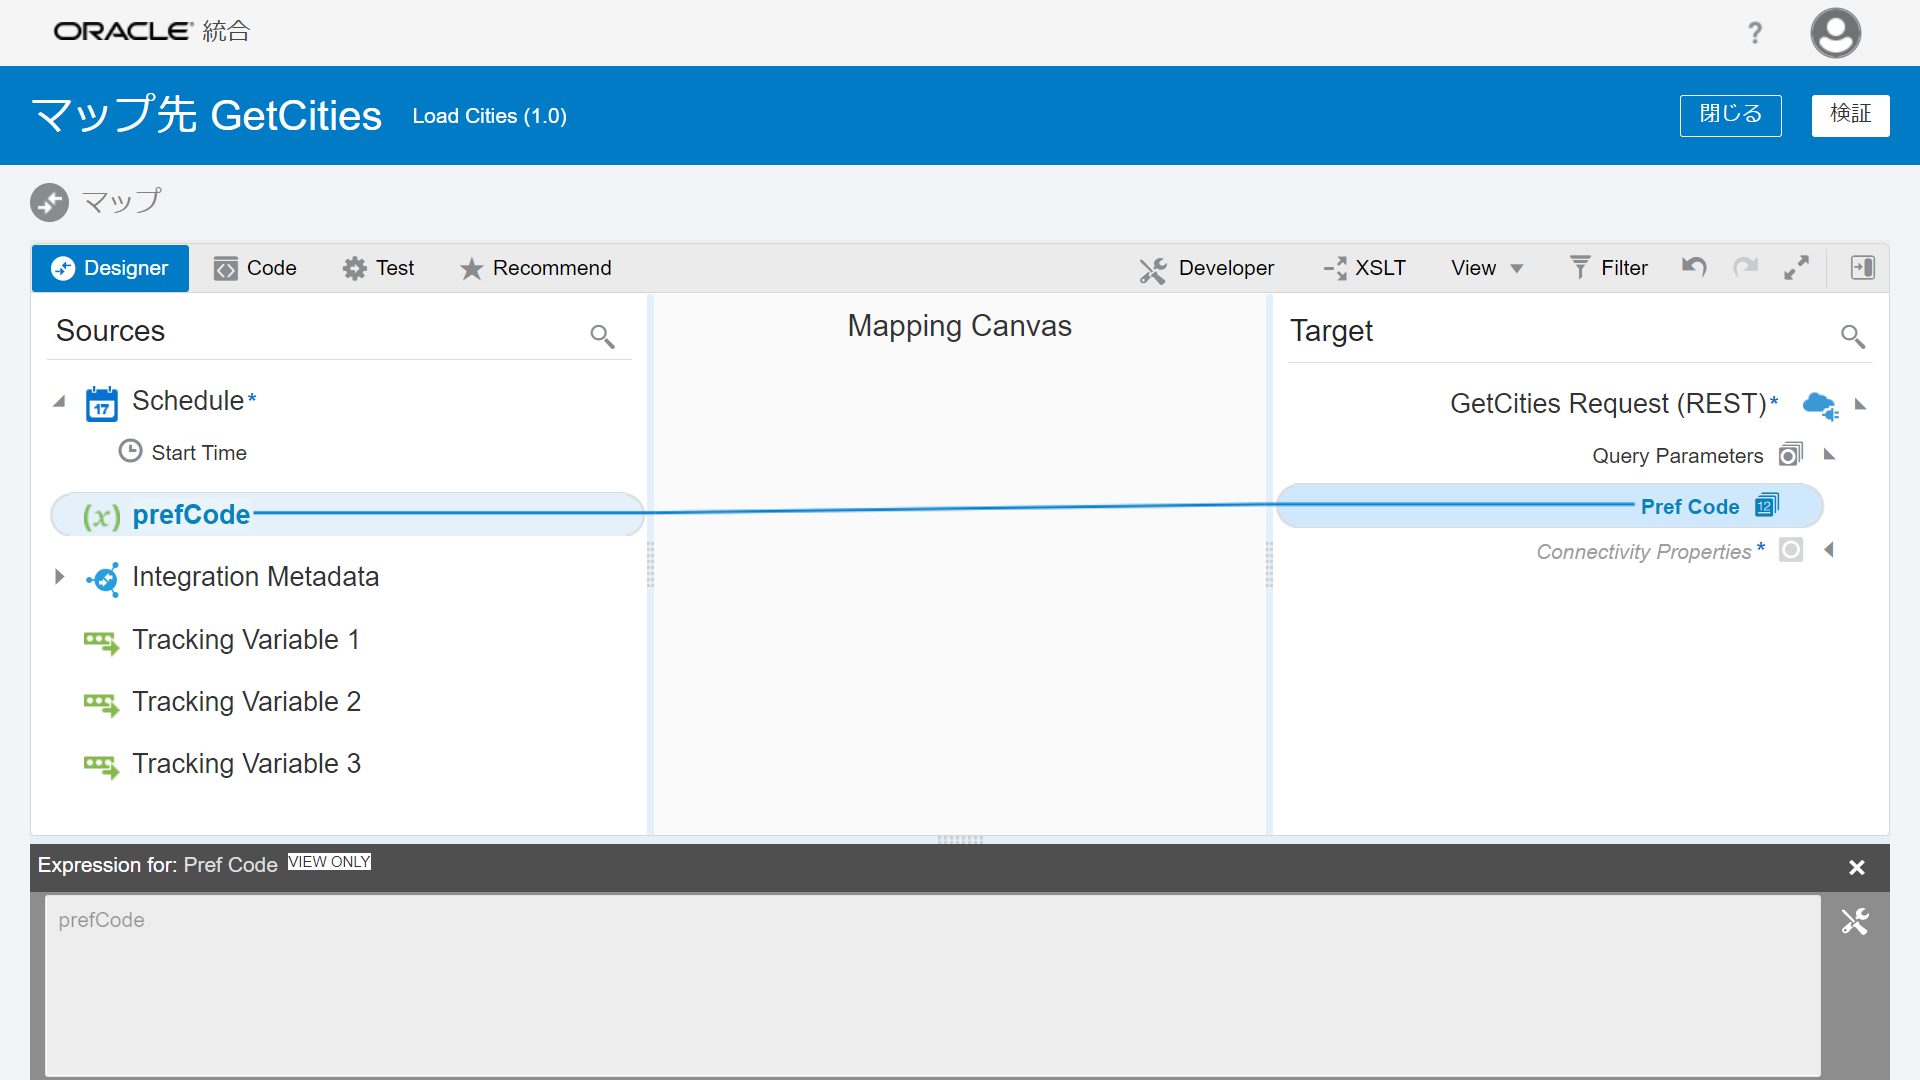 ORACLE 統合
?
マップ先 GetCities Load Cities (1.0) 閉じる 検証
マップ
Designer Code Test Recommend Developer XSLT View Filter
Sources Mapping Canvas Target
17 Schedule* GetCities Request (REST)*
Start Time Query Parameters
(x) prefCode Pref Code 12
Connectivity Properties *
Integration Metadata
Tracking Variable 1
Tracking Variable 2
Tracking Variable 3
Expression for: Pref Code VIEW ONLY
prefCode